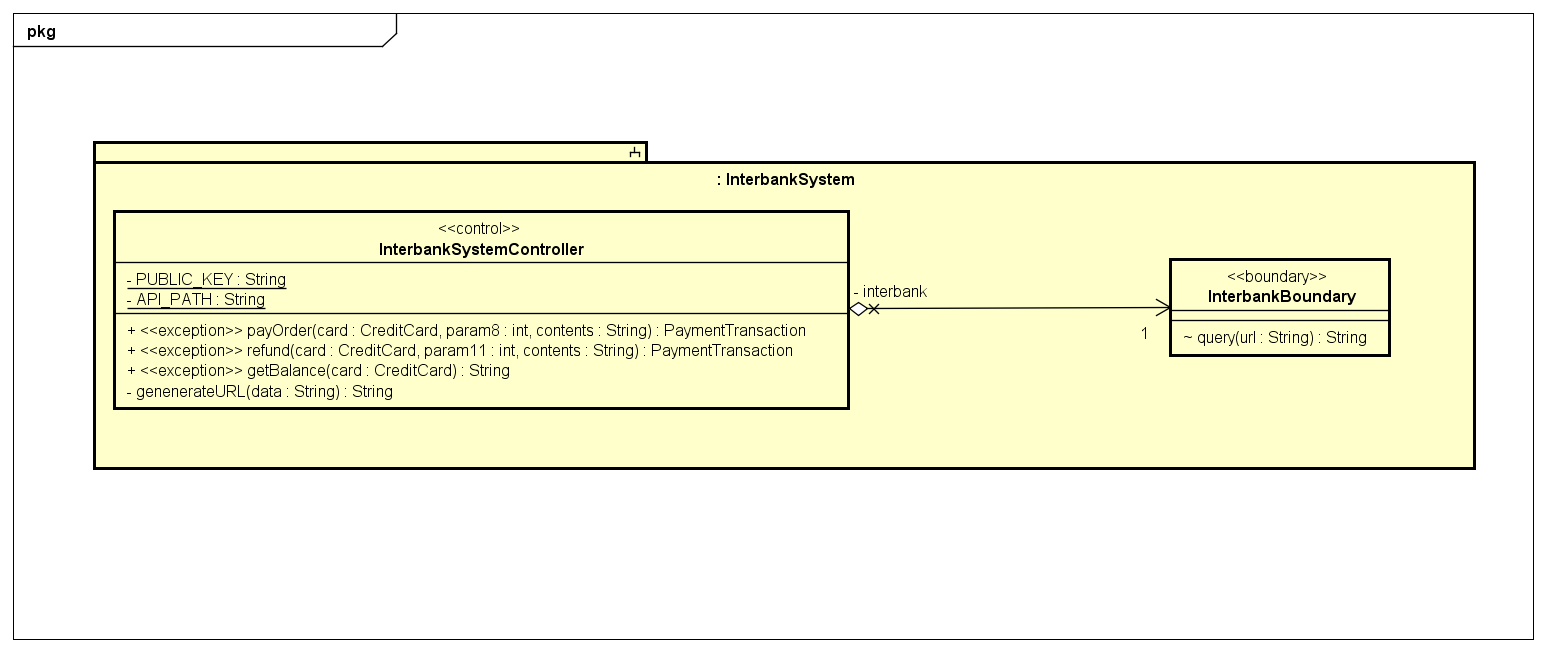 pkg
: InterbankSystem
<<control>>
InterbankSystemController
- PUBLIC_KEY : String
- API_PATH : String
+ <<exception>> payOrder(card : CreditCard, param8 : int, contents : String) : PaymentTransaction
+ <<exception>> refund(card : CreditCard, param11 : int, contents : String) : PaymentTransaction
+ <<exception>> getBalance(card : CreditCard) : String
- genenerateURL(data : String) : String
- interbank
1
<<boundary>>
InterbankBoundary
~ query(url : String) : String